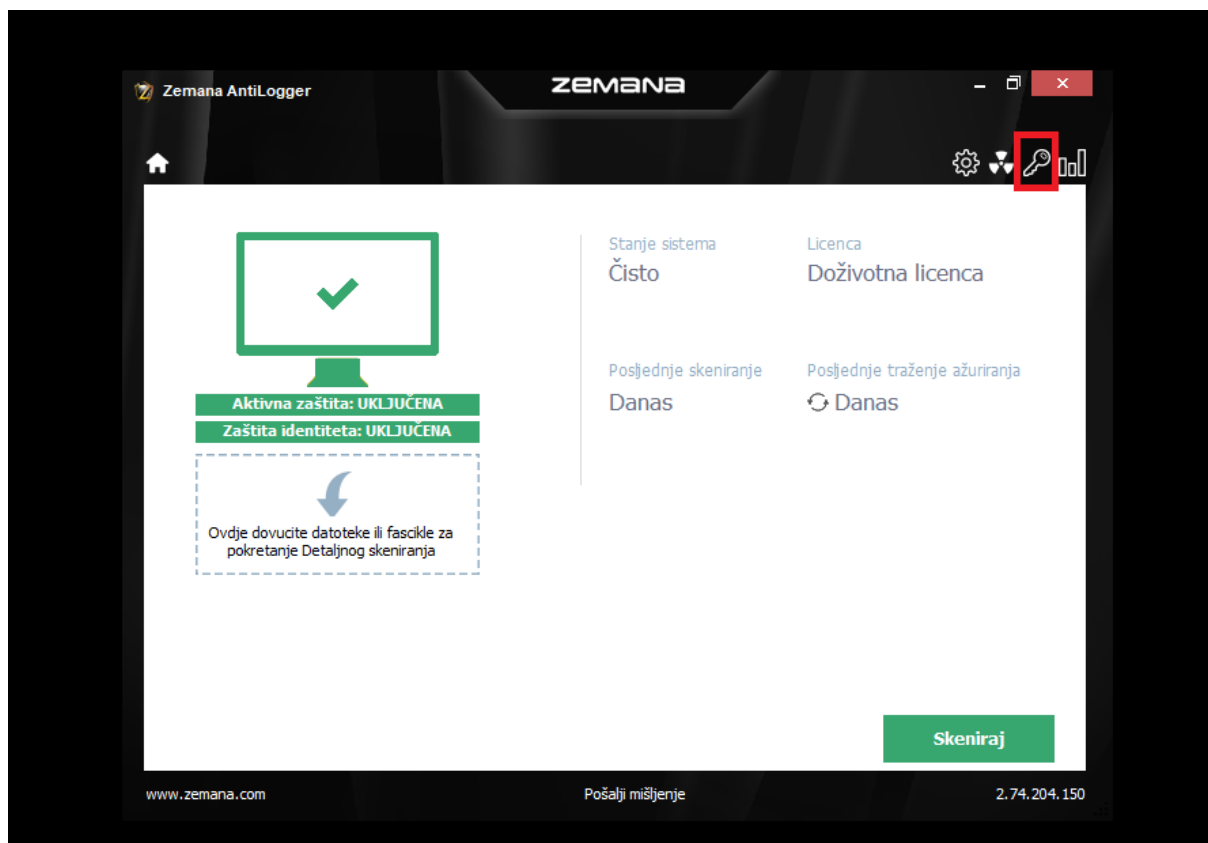 Zemana AntiLogger
zemana
Stanje sistema
Čisto
Licenca
Doživotna licenca
Posljednje skeniranje
Danas
Posljednje traženje ažuriranja
Danas
Aktivna zaštita: UKLJUČENA
Zaštita identiteta: UKLJUČENA
Ovdje dovucite datoteke ili fascikle za
pokretanje Detaljnog skeniranja
Skeniraj
www.zemana.com
Pošalji mišljenje
2.74.204.150